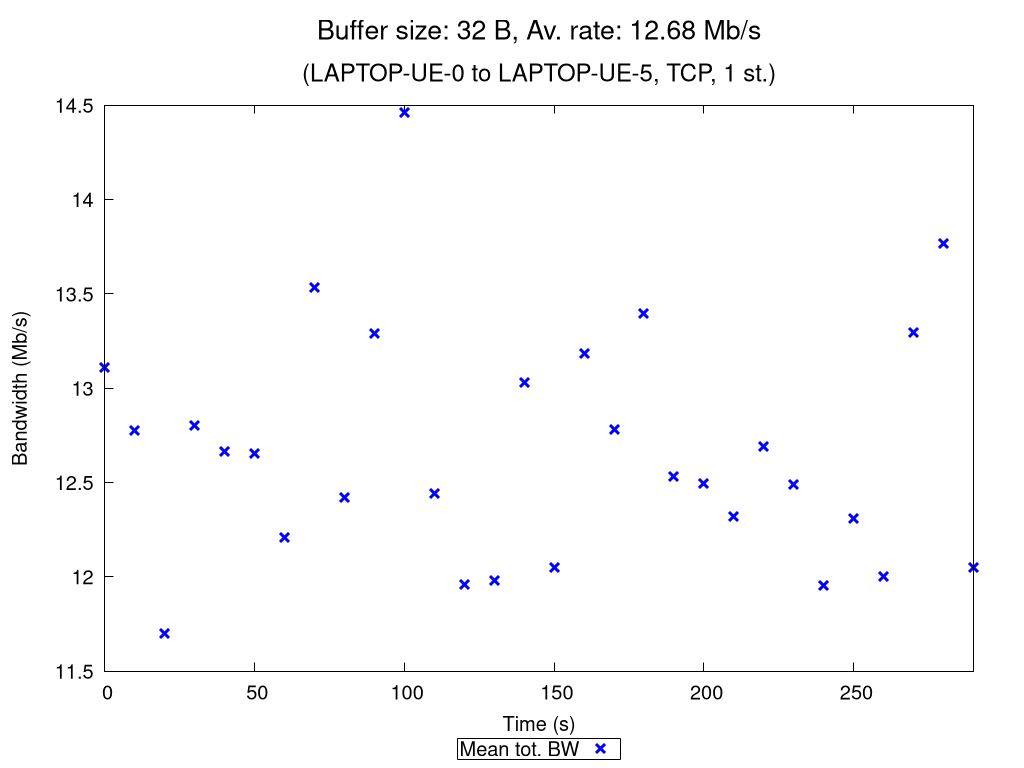 Buffer size: 32 B, Av. rate: 12.68 Mb/s
(LAPTOP-UE-0 to LAPTOP-UE-5, TCP, 1 st.)
14.5
14
13.5
13
12.5
12
11.5
Bandwidth (Mb/s)
0 50 100 150 200 250
Time (s)
Mean tot. BW